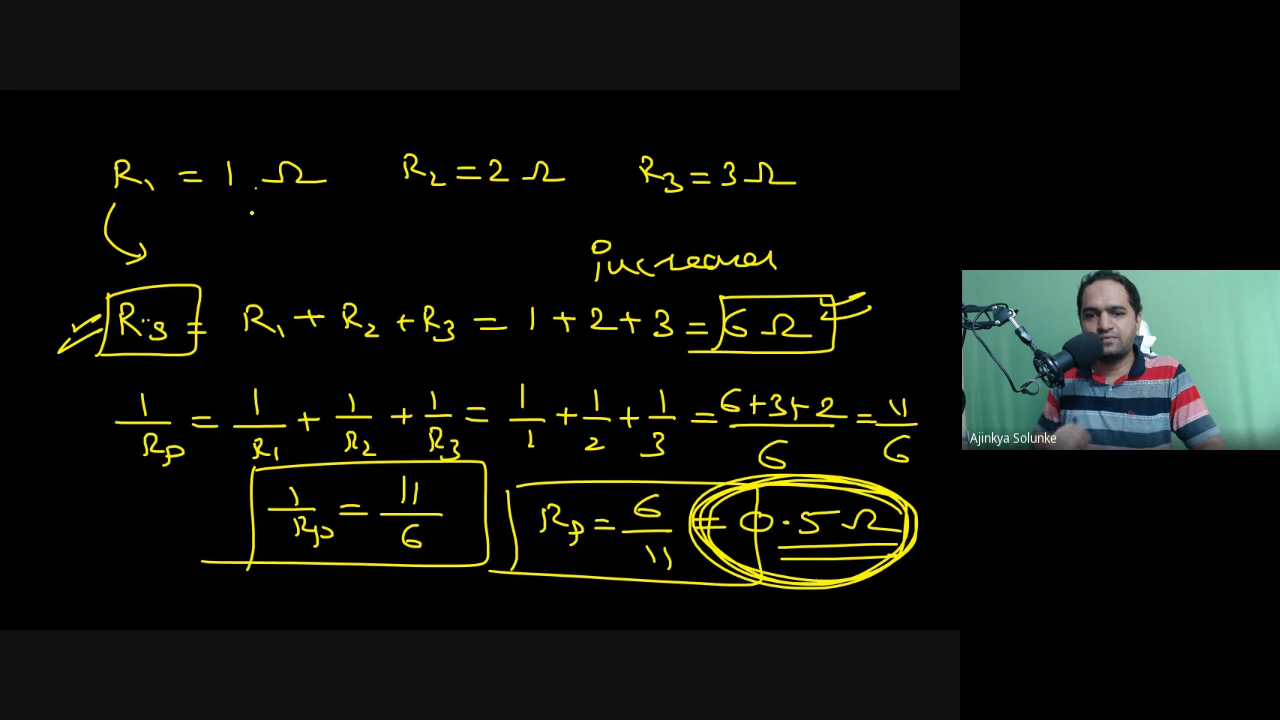 R₁ = 1 Ω R₂ = 2 Ω R₃ = 3 Ω
increases
Rs = R₁ + R₂ + R₃ = 1 + 2 + 3 = 6 Ω
1/Rp = 1/R₁ + 1/R₂ + 1/R₃ = 1/1 + 1/2 + 1/3 = 6+3+2/6 = 11/6
Ajinkya Solunke
1/Rp = 11/6 Rp = 6/11 = 0.5 Ω